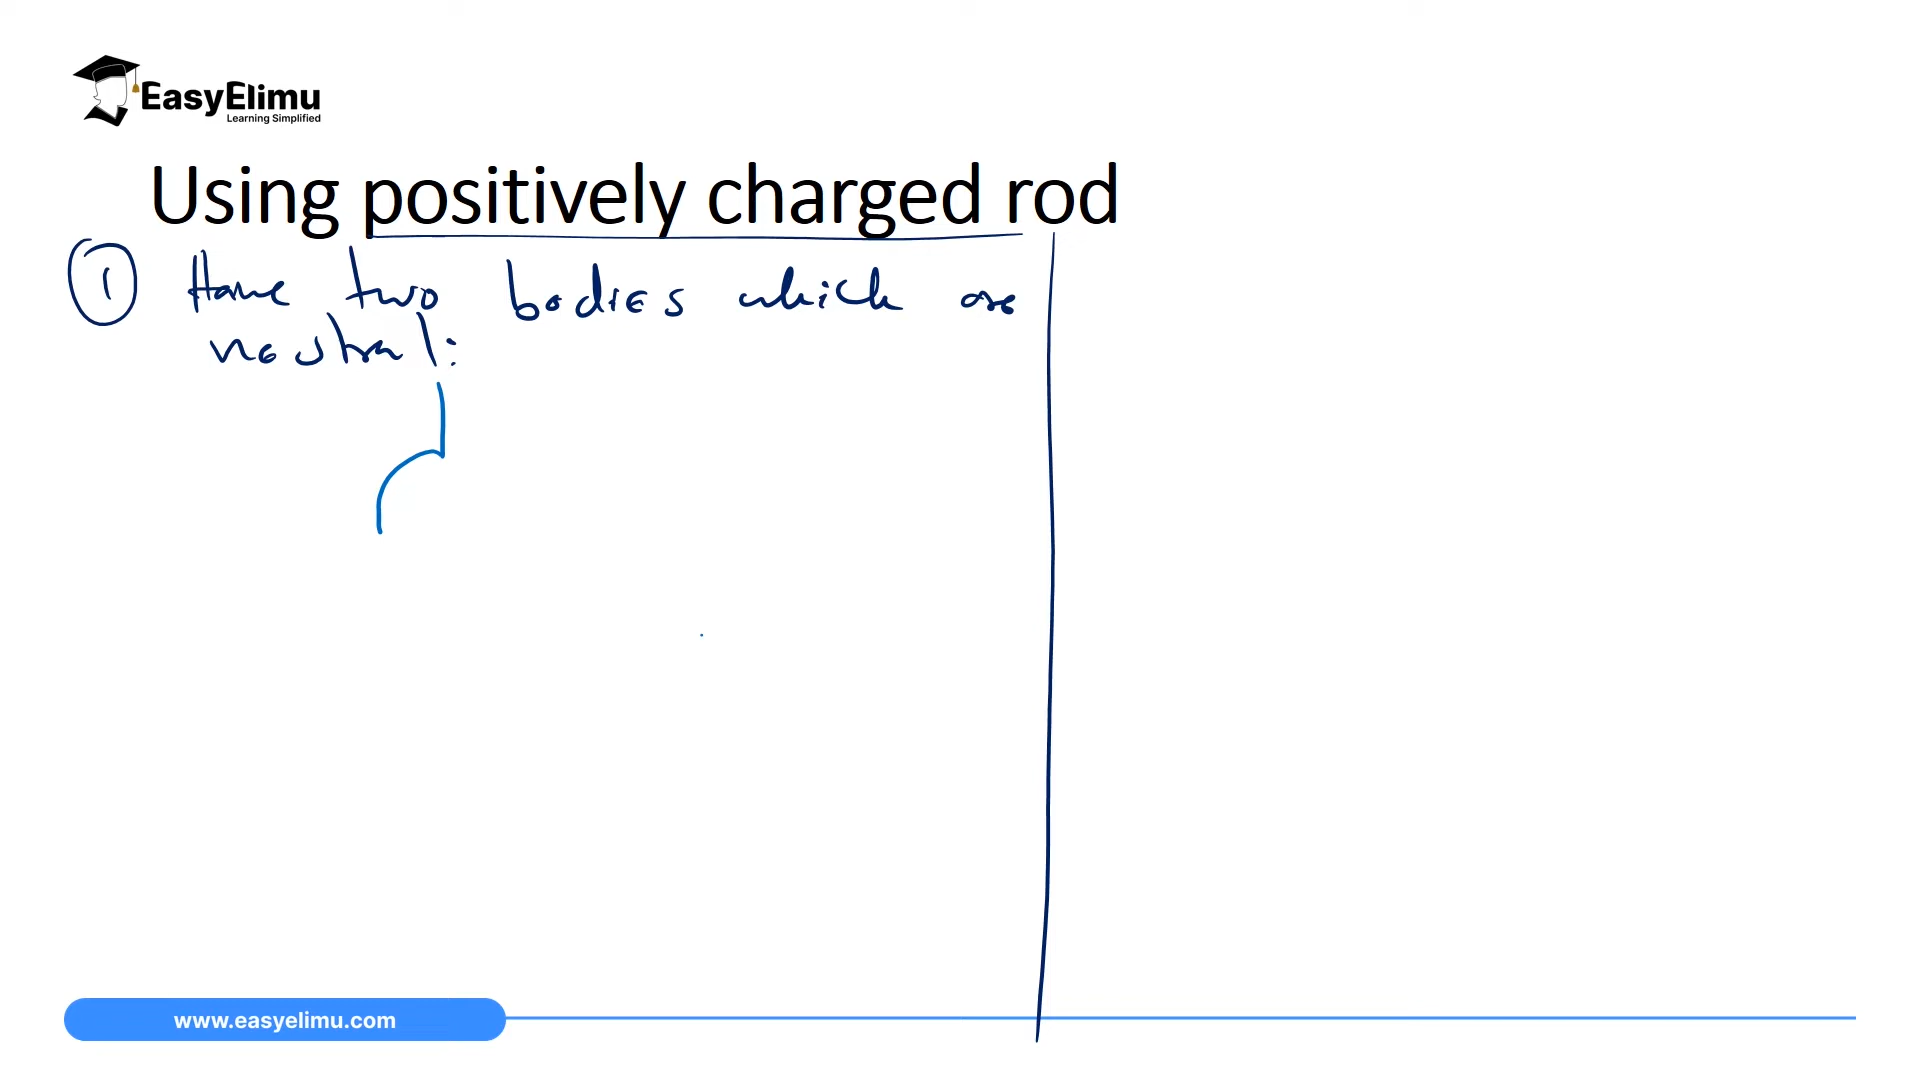 EasyElimu
Learning Simplified
Using positively charged rod
① Have two bodies which are
neutral:
www.easyelimu.com